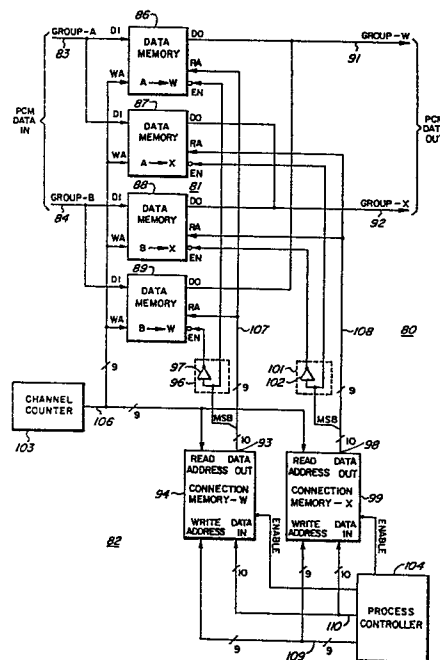 86
GROUP-A DI DATA MEMORY DO GROUP-W
83 RA 91
WA A→W EN
87
PCM DATA IN DI DATA MEMORY DO PCM DATA OUT
RA
WA A→X EN
88 81
GROUP-B DI DATA MEMORY DO GROUP-X
84 RA 92
WA B→X EN
89
DI DATA MEMORY DO
RA 107 108
WA B→W EN 80
97 101
96 102
9 9 9
CHANNEL COUNTER MSB MSB
106 9 10 93 10 98
103
READ ADDRESS DATA OUT READ ADDRESS DATA OUT
94 CONNECTION MEMORY-W CONNECTION MEMORY-X 99
WRITE ADDRESS DATA IN WRITE ADDRESS DATA IN
ENABLE ENABLE
82 9 10 104
10 9
PROCESS CONTROLLER
110
9 109 9